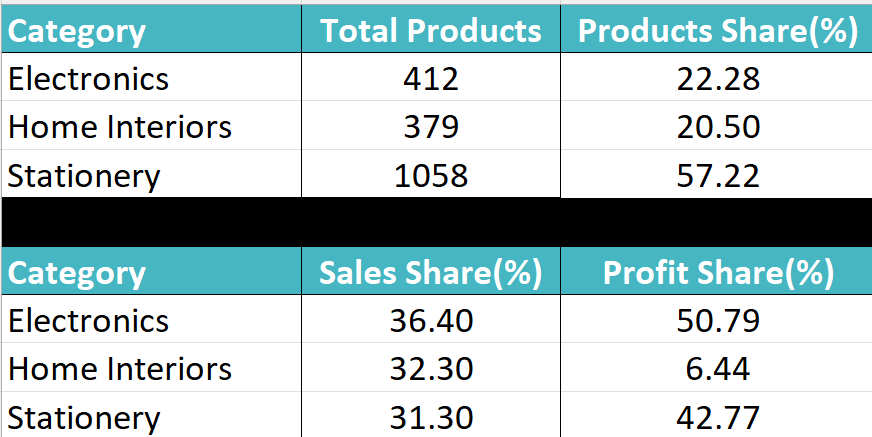 Category Total Products Products Share(%)
Electronics 412 22.28
Home Interiors 379 20.50
Stationery 1058 57.22
Category Sales Share(%) Profit Share(%)
Electronics 36.40 50.79
Home Interiors 32.30 6.44
Stationery 31.30 42.77